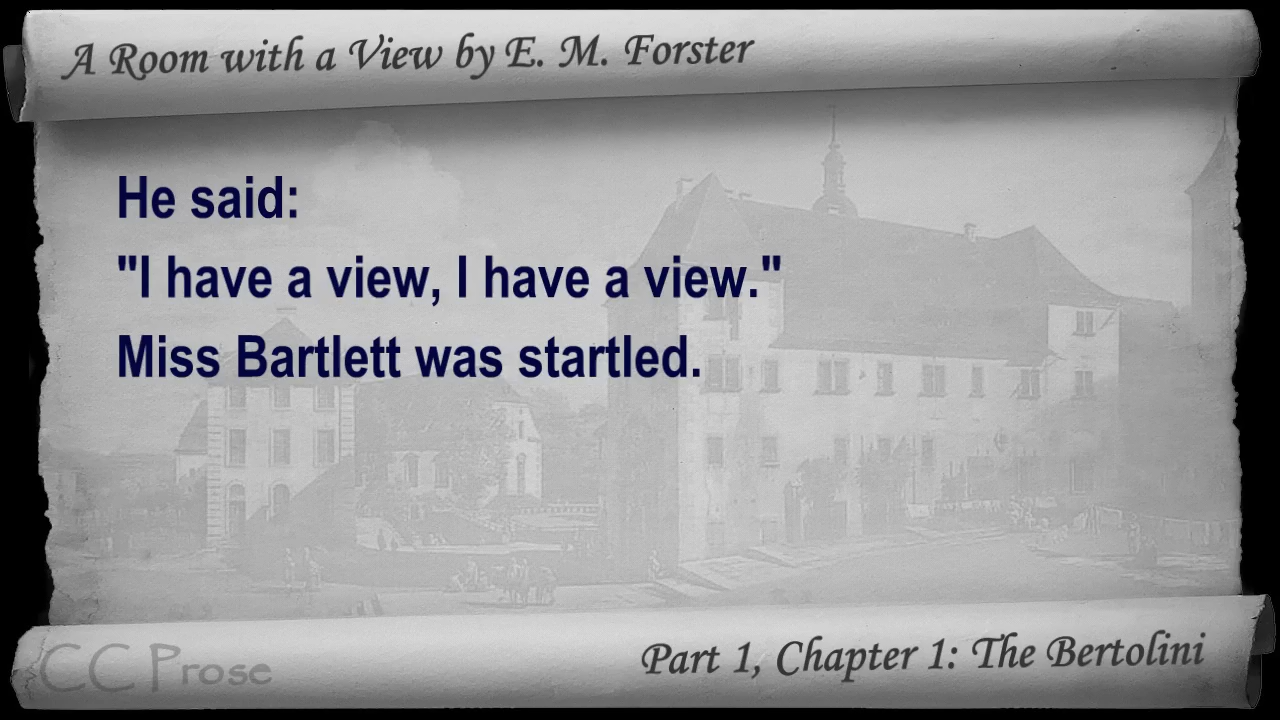 A Room with a View by E. M. Forster
He said:
"I have a view, I have a view."
Miss Bartlett was startled.
CC Prose
Part 1, Chapter 1: The Bertolini